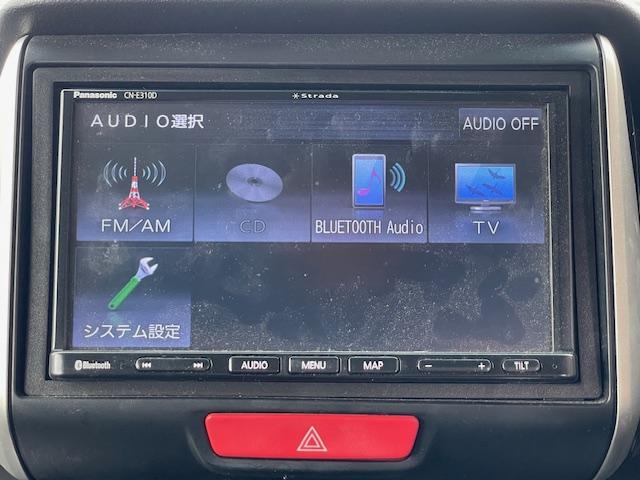 Panasonic CN-E310D Strada
AUDIO選択 AUDIO OFF
FM/AM CD BLUETOOTH Audio TV
システム設定
Bluetooth AUDIO MENU MAP − + TILT